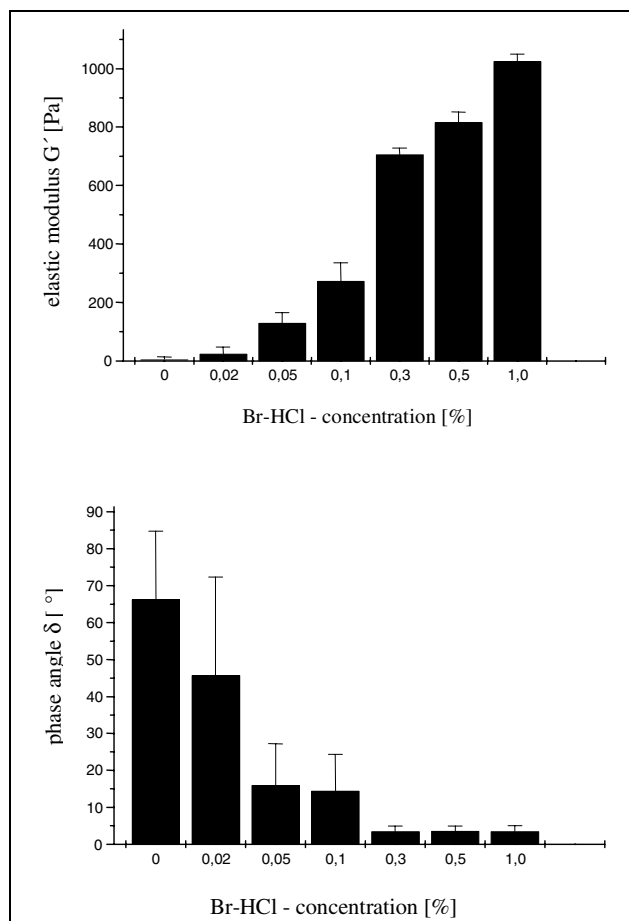 elastic modulus G´ [Pa]
1000
800
600
400
200
0
0 0,02 0,05 0,1 0,3 0,5 1,0
Br-HCl - concentration [%]
phase angle δ [ °]
90
80
70
60
50
40
30
20
10
0
0 0,02 0,05 0,1 0,3 0,5 1,0
Br-HCl - concentration [%]